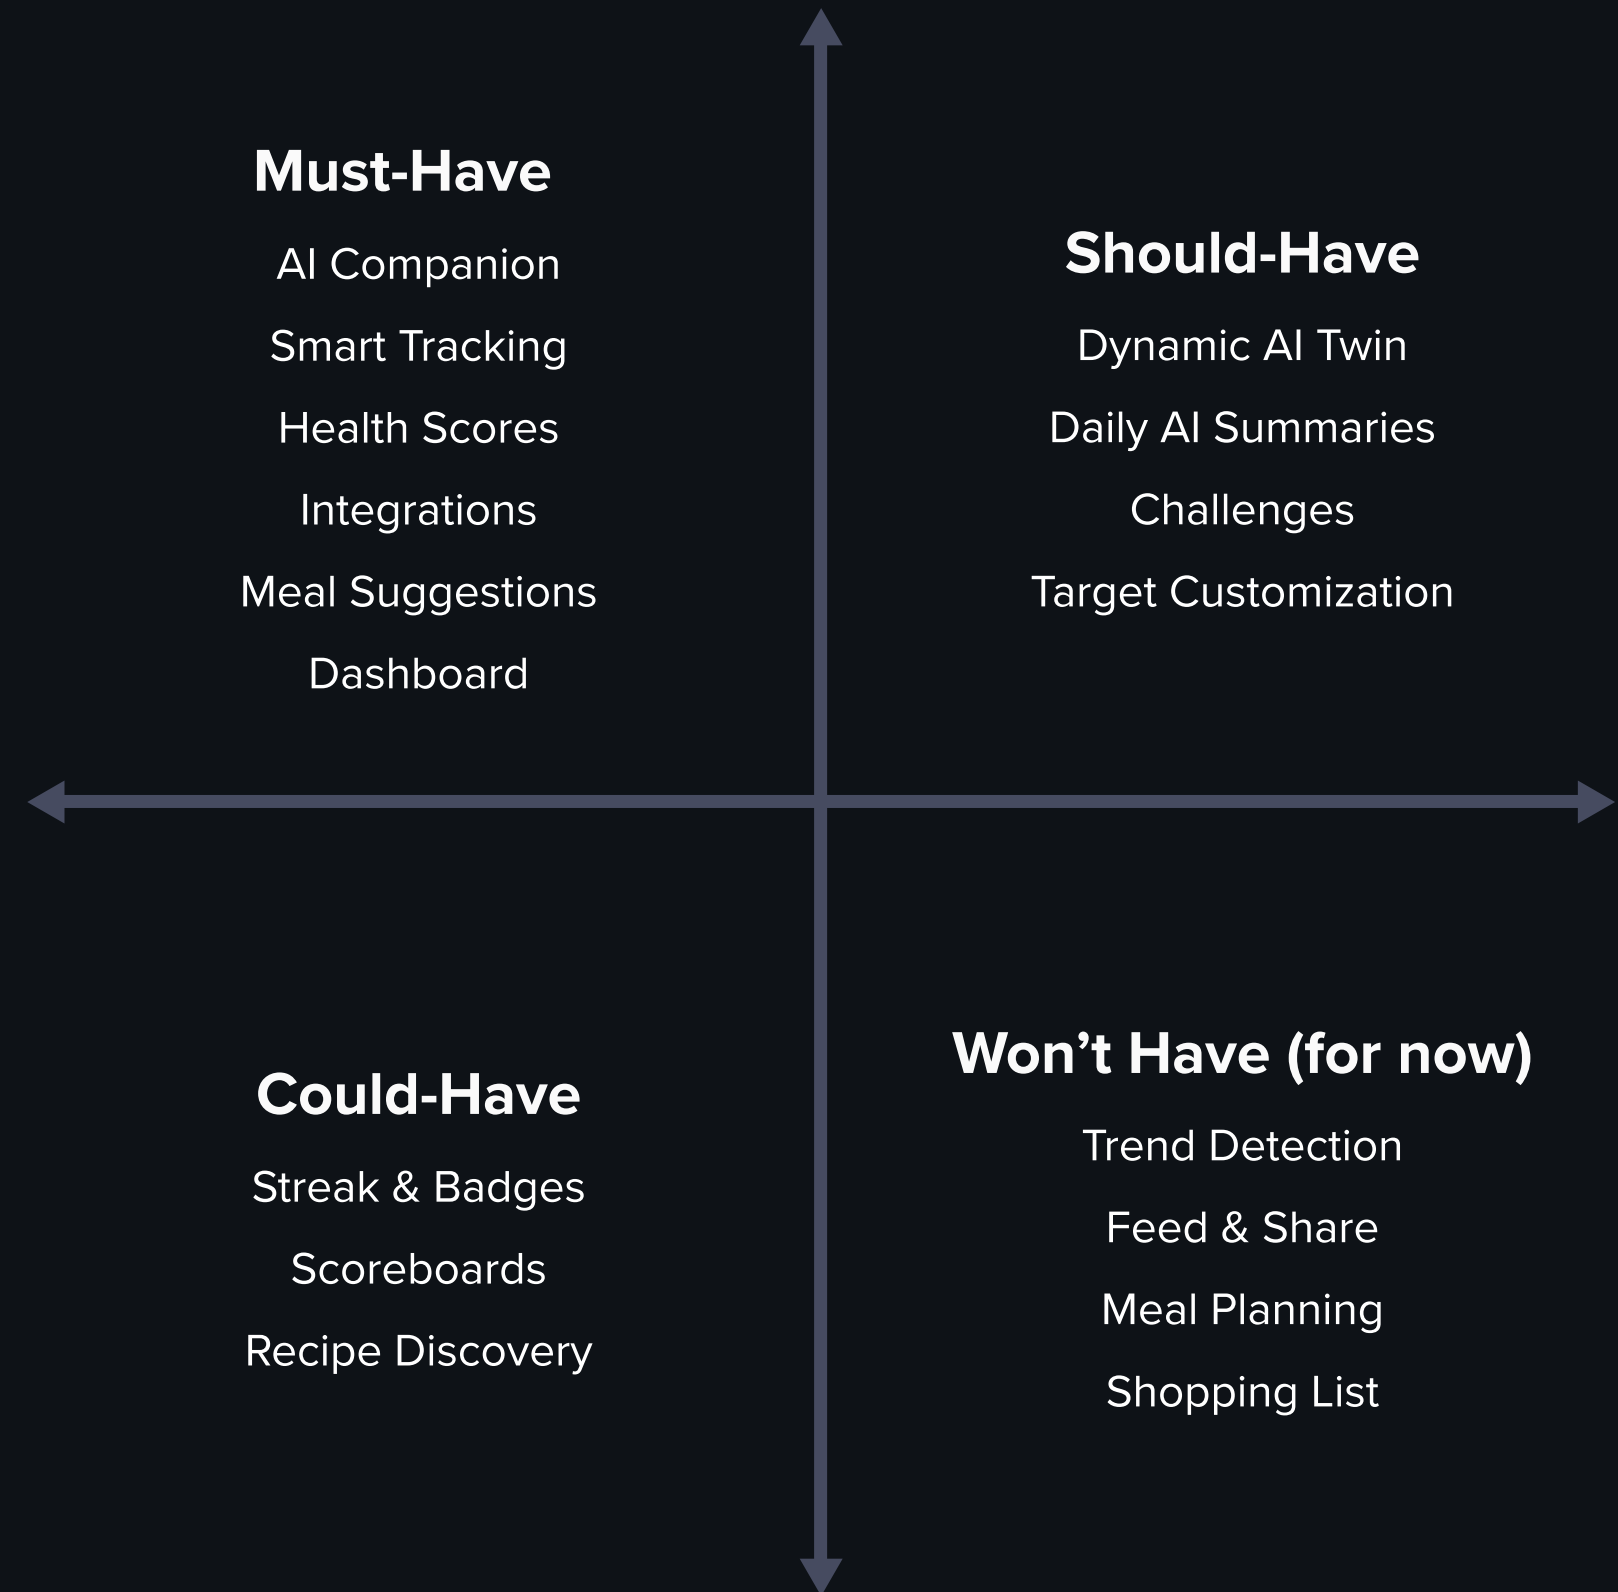 Must-Have
AI Companion
Smart Tracking
Health Scores
Integrations
Meal Suggestions
Dashboard
Should-Have
Dynamic AI Twin
Daily AI Summaries
Challenges
Target Customization
Could-Have
Streak & Badges
Scoreboards
Recipe Discovery
Won’t Have (for now)
Trend Detection
Feed & Share
Meal Planning
Shopping List